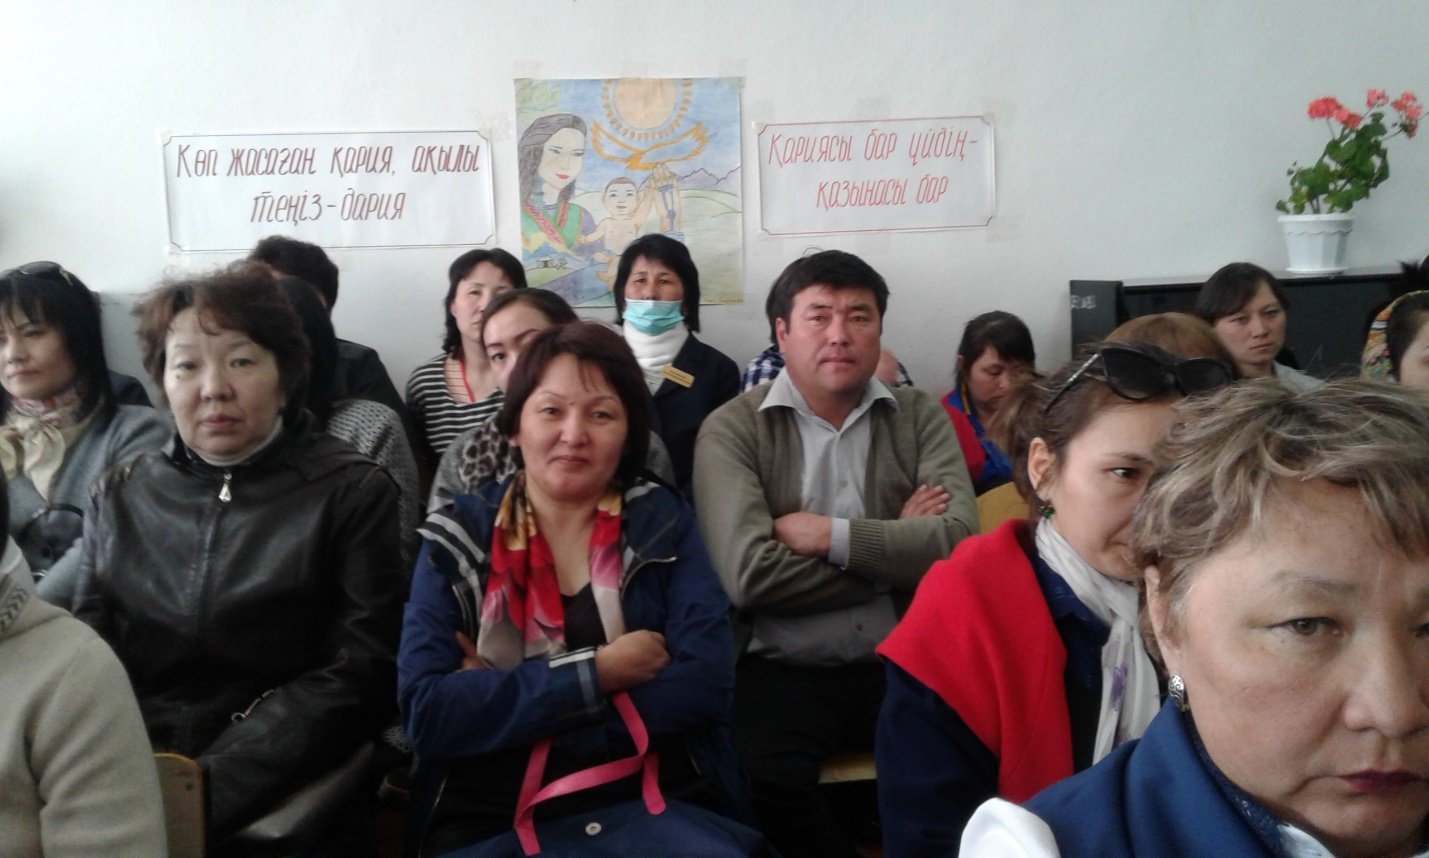 Көп жасаған қария, ақылы
теңіз-дария
Қариясы бар үйдің-
қазынасы бар